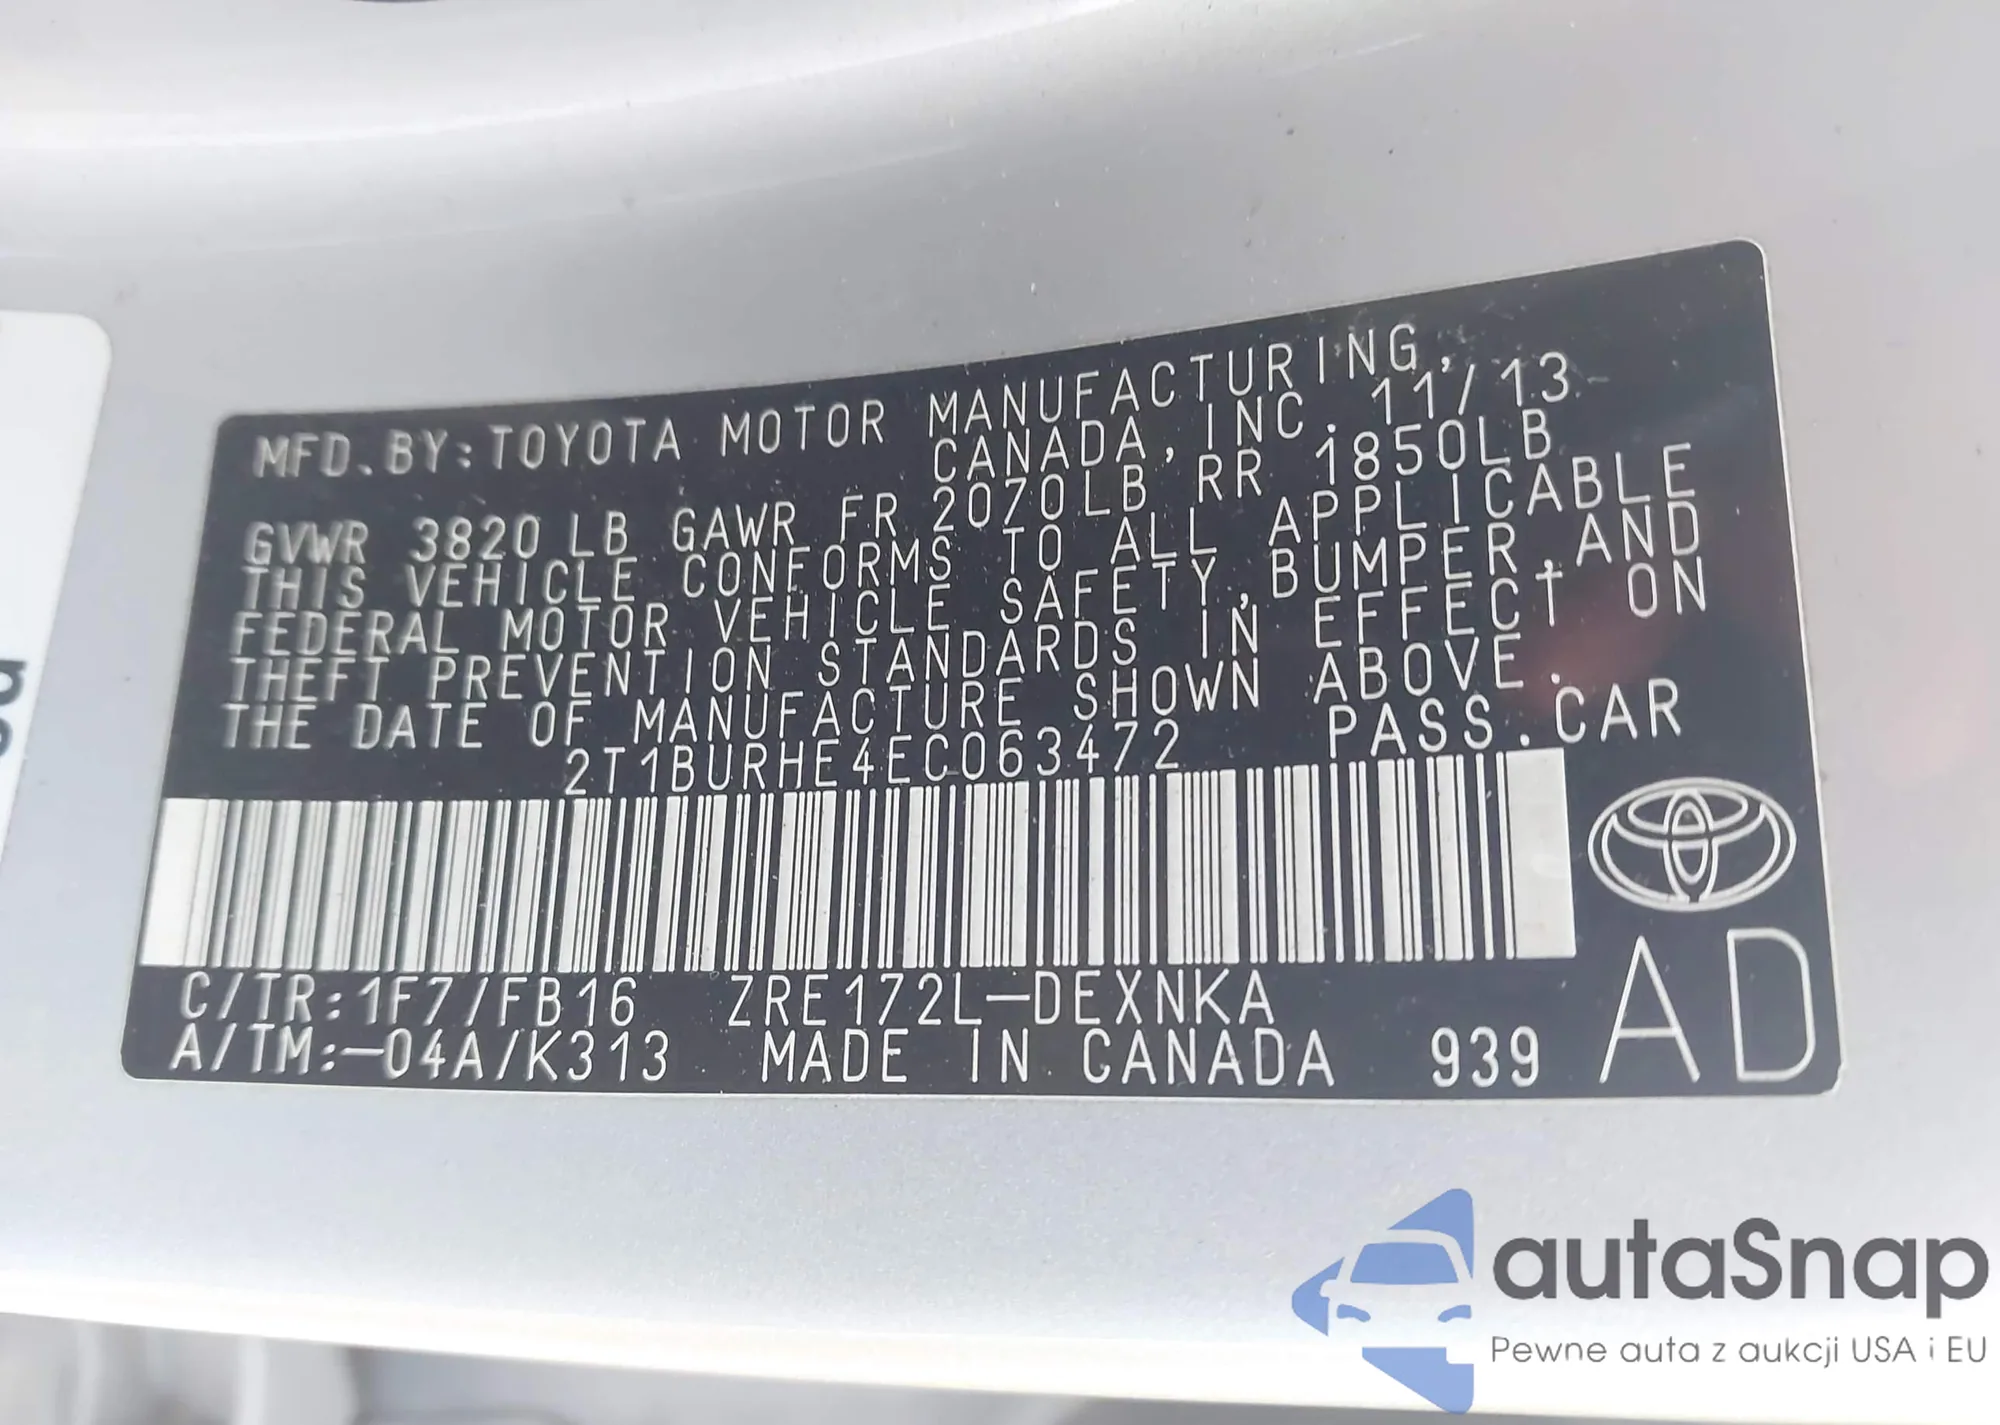 MFD.BY:TOYOTA MOTOR MANUFACTURING,
CANADA, INC. 11/13
GVWR 3820 LB GAWR FR 2070LB RR 1850LB
THIS VEHICLE CONFORMS TO ALL APPLICABLE
FEDERAL MOTOR VEHICLE SAFETY, BUMPER, AND
THEFT PREVENTION STANDARDS IN EFFECT ON
THE DATE OF MANUFACTURE SHOWN ABOVE.
2T1BURHE4EC063472 PASS.CAR
C/TR:1F7/FB16 ZRE172L-DEXNKA
A/TM:-04A/K313 MADE IN CANADA 939
AD
autaSnap
Pewne auta z aukcji USA i EU